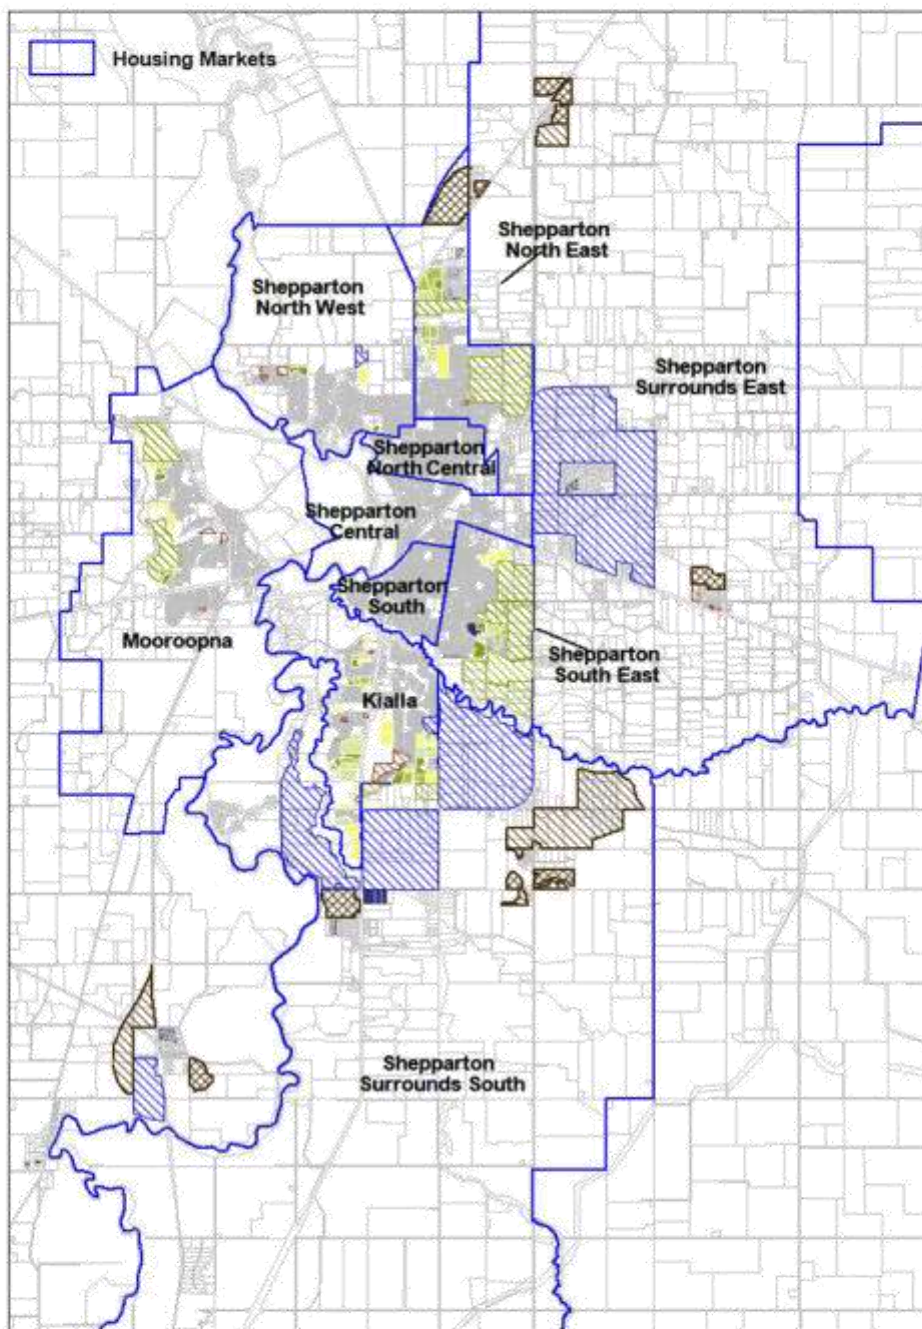 Housing Markets
Shepparton
North East
Shepparton
North West
Shepparton
Surrounds East
Shepparton
North Central
Shepparton
Central
Shepparton
South
Mooroopna
Shepparton
South East
Kialla
Shepparton
Surrounds South